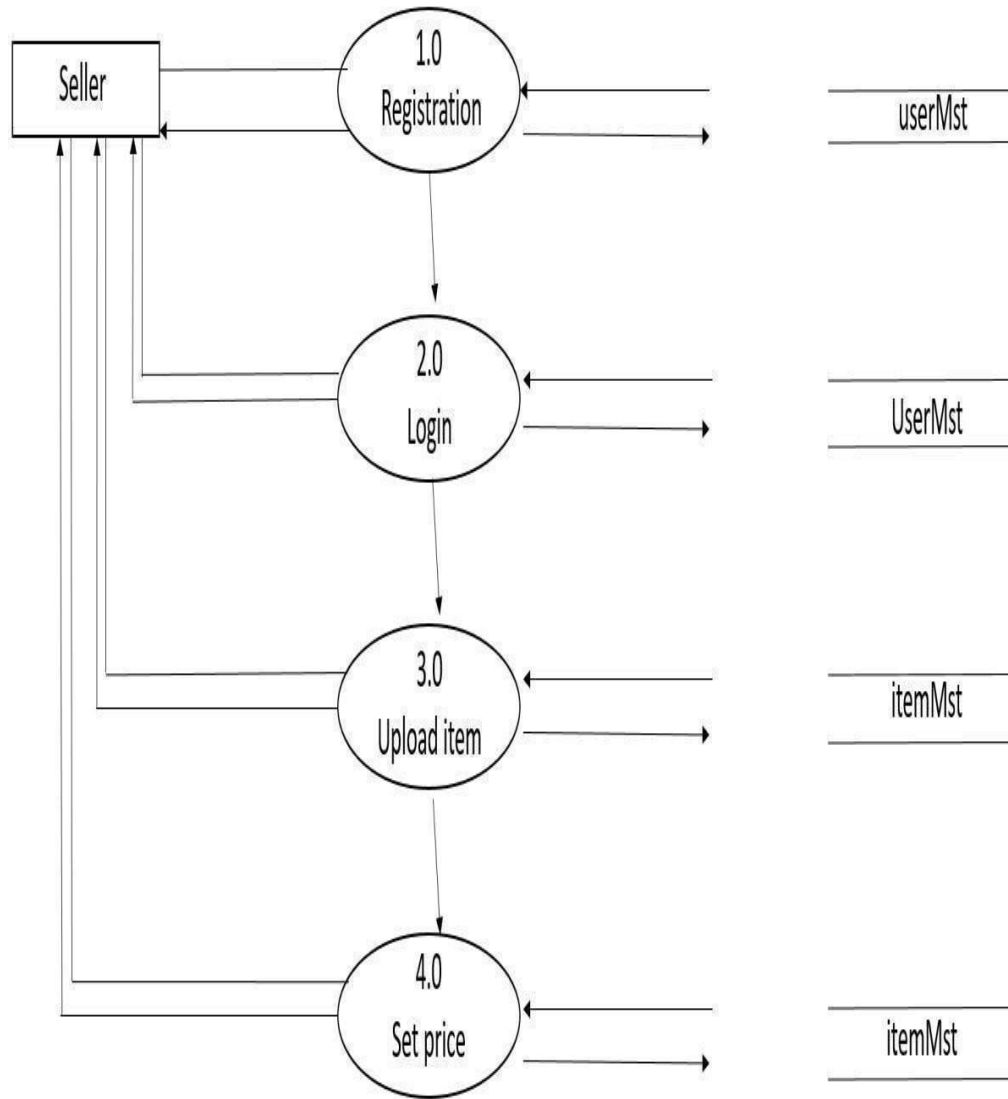 Seller
1.0
Registration
userMst
2.0
Login
UserMst
3.0
Upload item
itemMst
4.0
Set price
itemMst